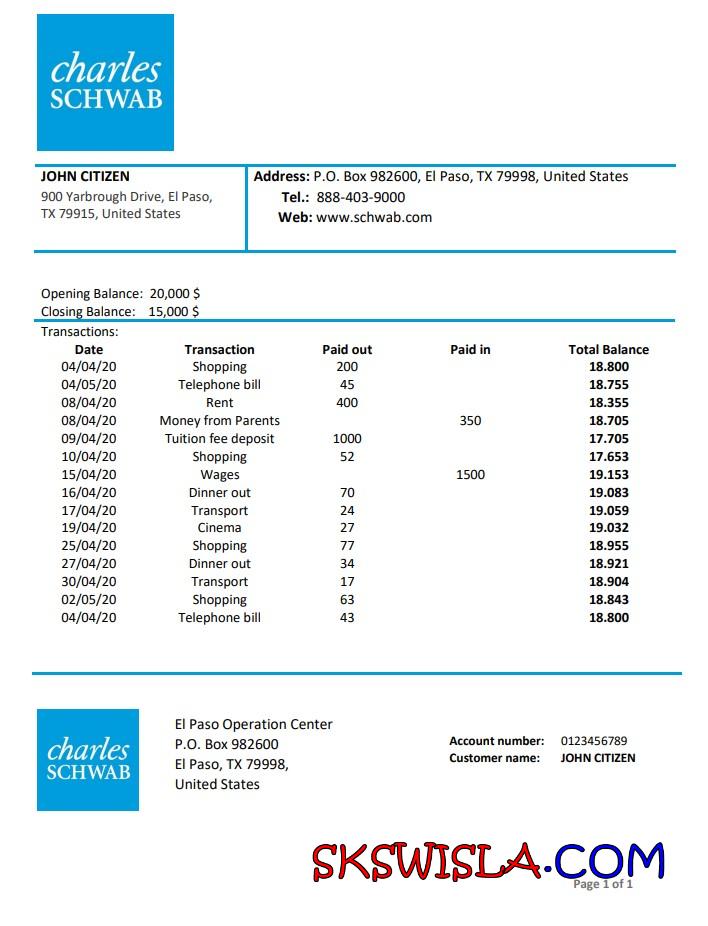 charles
SCHWAB
JOHN CITIZEN
900 Yarbrough Drive, El Paso,
TX 79915, United States
Address: P.O. Box 982600, El Paso, TX 79998, United States
Tel.: 888-403-9000
Web: www.schwab.com
Opening Balance: 20,000 $
Closing Balance: 15,000 $
Transactions:
Date Transaction Paid out Paid in Total Balance
04/04/20 Shopping 200 18.800
04/05/20 Telephone bill 45 18.755
08/04/20 Rent 400 18.355
08/04/20 Money from Parents 350 18.705
09/04/20 Tuition fee deposit 1000 17.705
10/04/20 Shopping 52 17.653
15/04/20 Wages 1500 19.153
16/04/20 Dinner out 70 19.083
17/04/20 Transport 24 19.059
19/04/20 Cinema 27 19.032
25/04/20 Shopping 77 18.955
27/04/20 Dinner out 34 18.921
30/04/20 Transport 17 18.904
02/05/20 Shopping 63 18.843
04/04/20 Telephone bill 43 18.800
charles
SCHWAB
El Paso Operation Center
P.O. Box 982600
El Paso, TX 79998,
United States
Account number: 0123456789
Customer name: JOHN CITIZEN
SKSWISLA.COM
Page 1 of 1